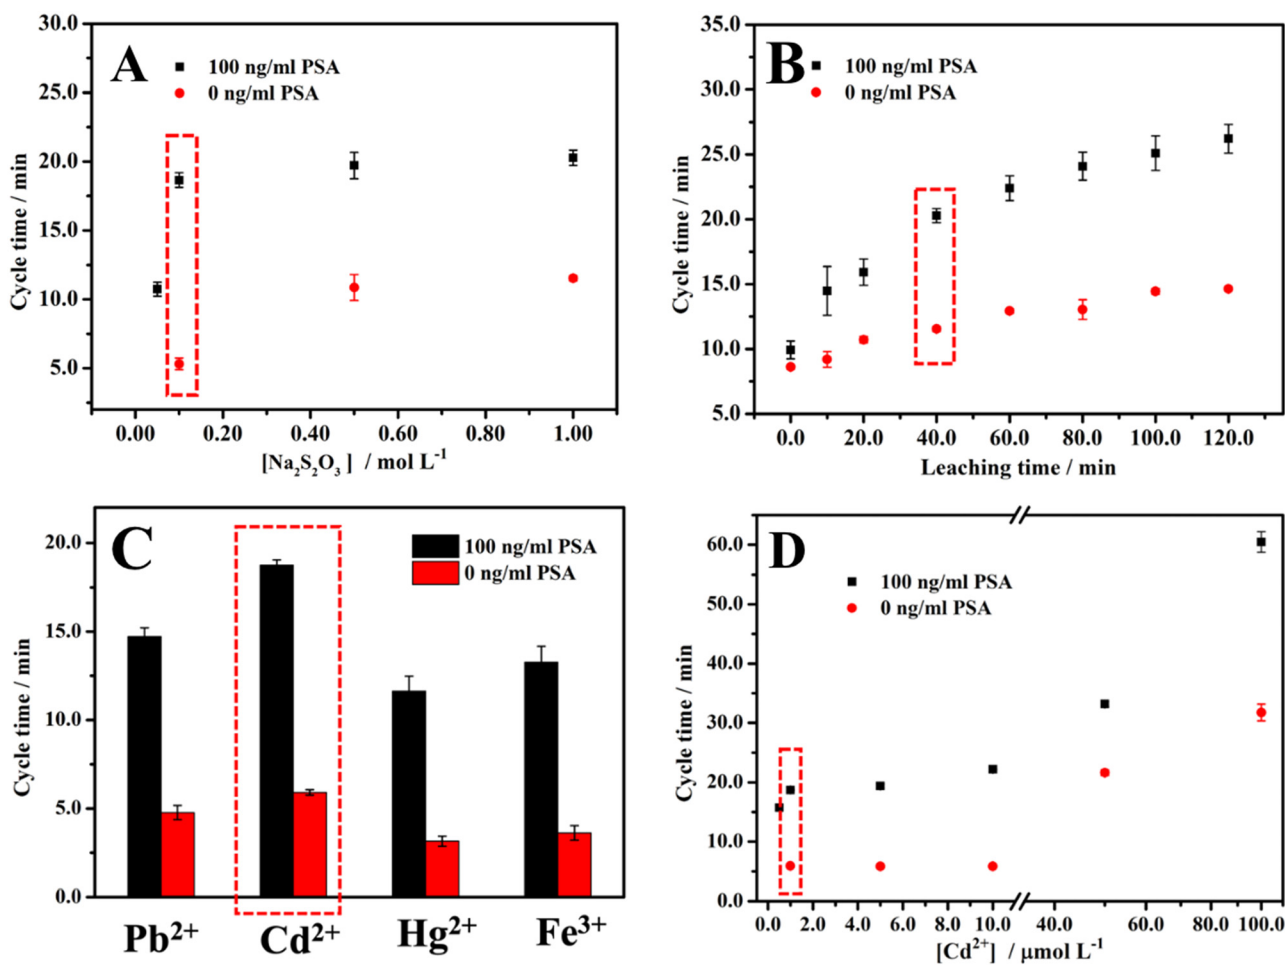 A
100 ng/ml PSA
0 ng/ml PSA
30.0
25.0
20.0
15.0
10.0
5.0
Cycle time / min
0.00 0.20 0.40 0.60 0.80 1.00
[Na₂S₂O₃] / mol L⁻¹
B
100 ng/ml PSA
0 ng/ml PSA
35.0
30.0
25.0
20.0
15.0
10.0
5.0
Cycle time / min
0.0 20.0 40.0 60.0 80.0 100.0 120.0
Leaching time / min
C
100 ng/ml PSA
0 ng/ml PSA
20.0
15.0
10.0
5.0
0.0
Cycle time / min
Pb²⁺ Cd²⁺ Hg²⁺ Fe³⁺
D
100 ng/ml PSA
0 ng/ml PSA
60.0
50.0
40.0
30.0
20.0
10.0
0.0
Cycle time / min
0.0 2.0 4.0 6.0 8.0 10.0 40.0 60.0 80.0 100.0
[Cd²⁺] / μmol L⁻¹